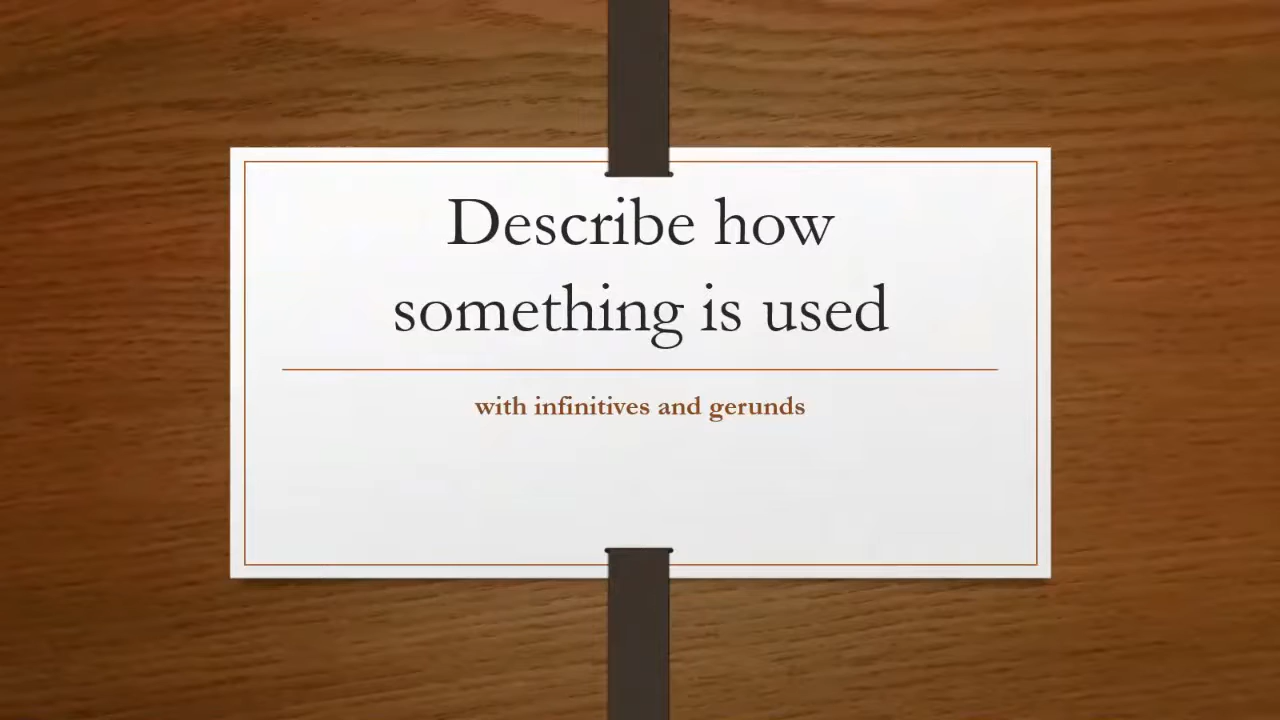 Describe how
something is used
with infinitives and gerunds